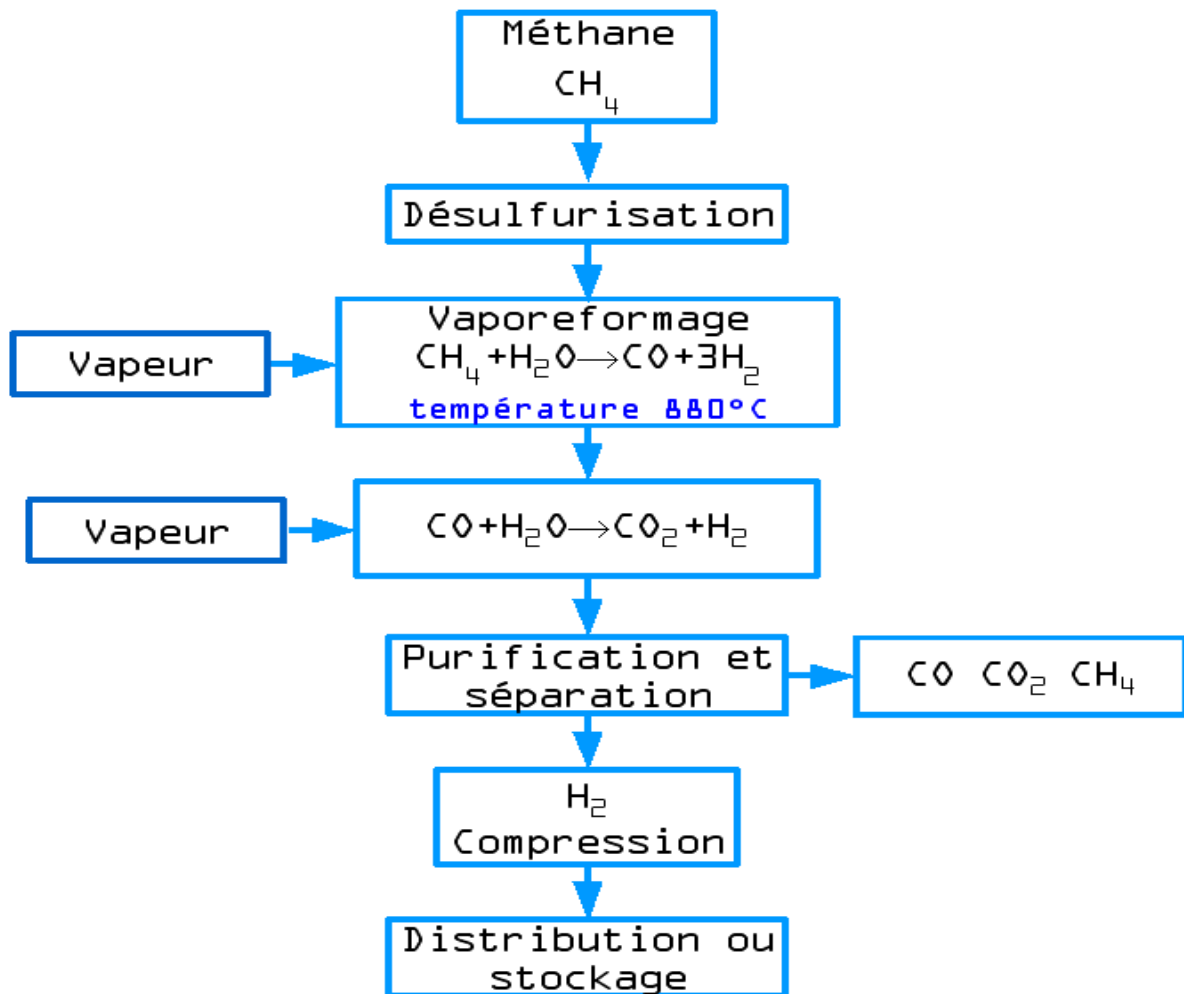 Méthane
CH₄
Désulfurisation
Vapeur
Vaporeformage
CH₄+H₂O→CO+3H₂
température 880°C
Vapeur
CO+H₂O→CO₂+H₂
Purification et
séparation
CO CO₂ CH₄
H₂
Compression
Distribution ou
stockage